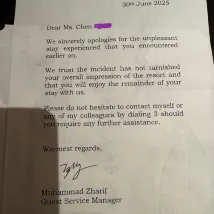 30th June 2025
Dear Ms. Chen
We sincerely apologies for the unpleasant
stay experience that you encountered
earlier on.
We trust the incident has not tarnished
your overall impression of the resort and
that you will enjoy the remainder of your
stay with us.
Please do not hesitate to contact myself or
any of my colleagues by dialing 3 should
you require any further assistance.
Warmest regards,
Muhammad Zharif
Guest Service Manager